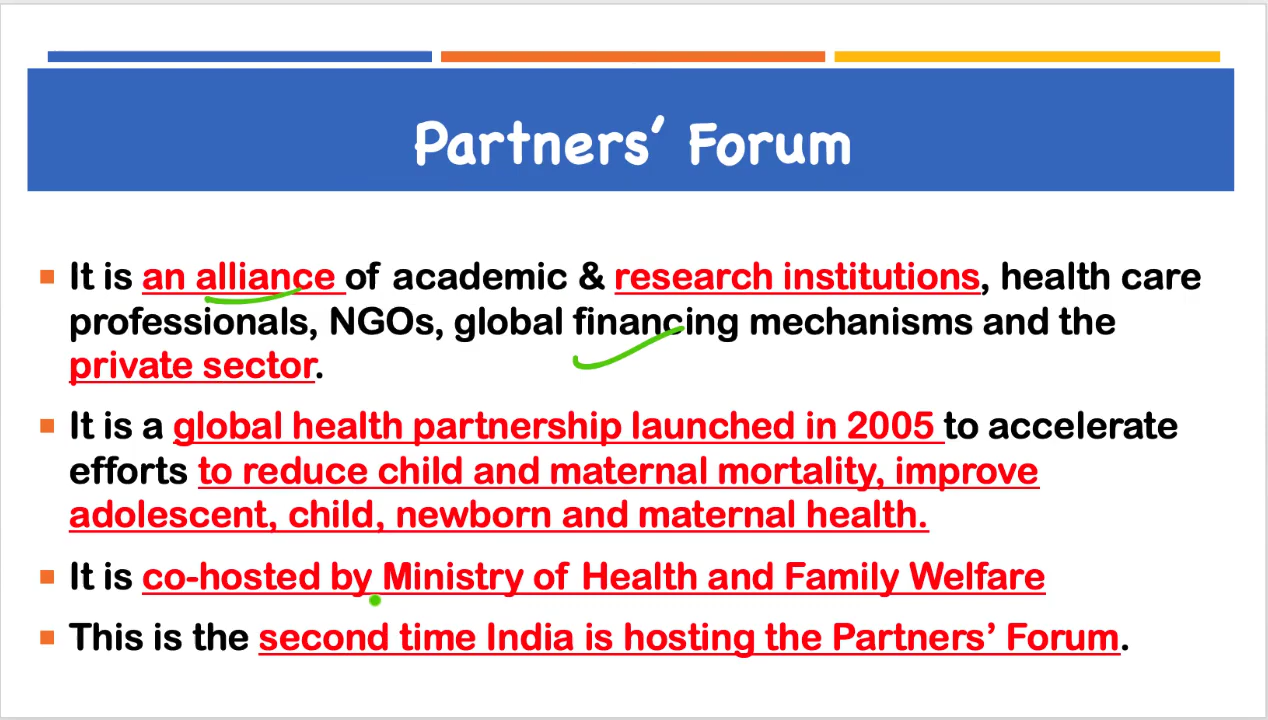 Partners' Forum
It is an alliance of academic & research institutions, health care
professionals, NGOs, global financing mechanisms and the
private sector.
It is a global health partnership launched in 2005 to accelerate
efforts to reduce child and maternal mortality, improve
adolescent, child, newborn and maternal health.
It is co-hosted by Ministry of Health and Family Welfare
This is the second time India is hosting the Partners' Forum.